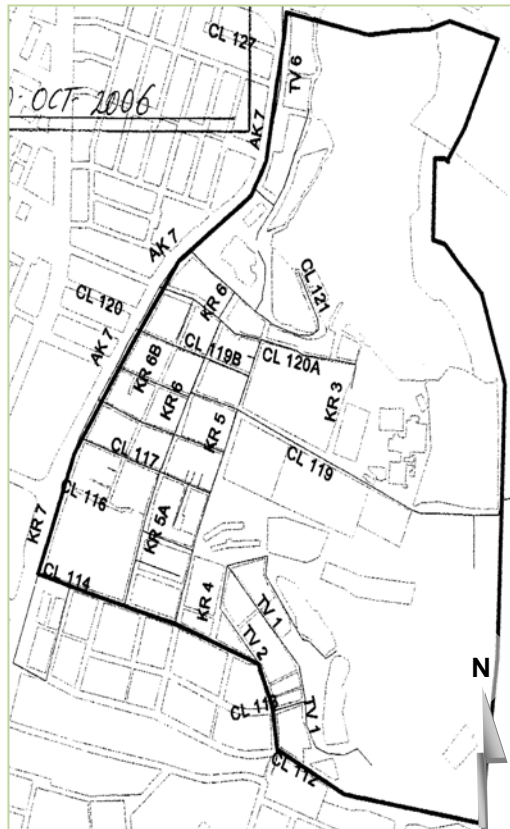 CL 127
OCT 2006
TV 6
AK 7
AK 7
CL 120
AK 7
KR 6
CL 121
CL 119B
CL 120A
KR 6B
KR 6
KR 5
KR 3
CL 119
CL 117
CL 116
KR 5A
KR 7
CL 114
KR 4
TV 1
TV 2
TV 1
N
CL 112